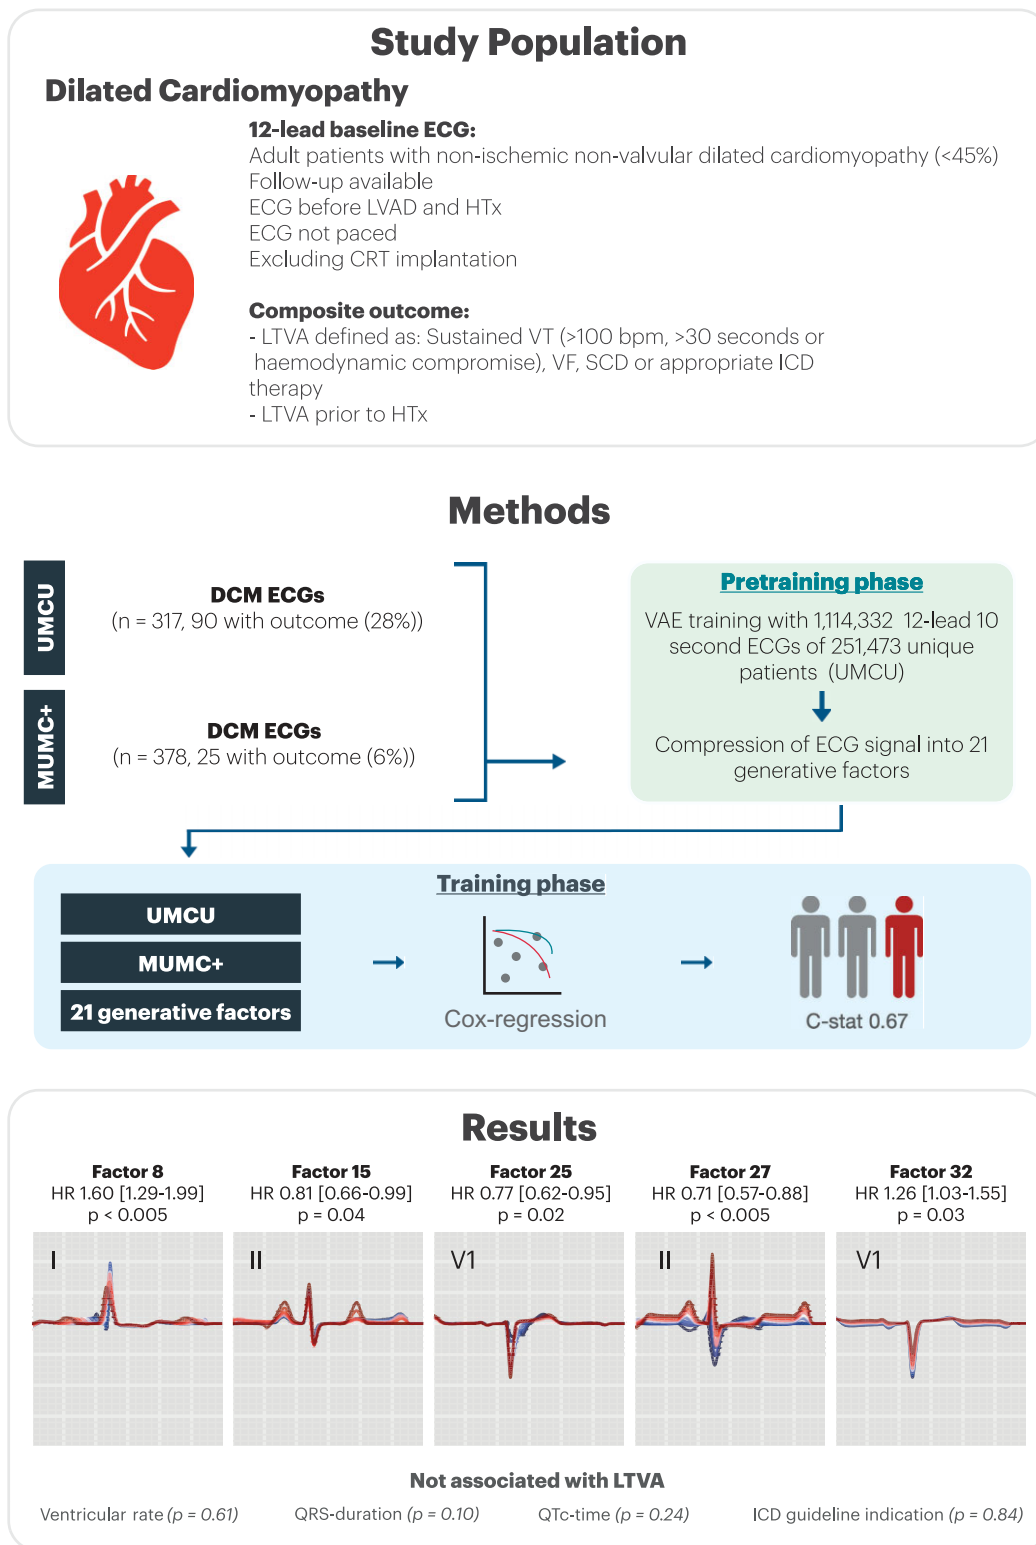 Study Population
Dilated Cardiomyopathy
12-lead baseline ECG:
Adult patients with non-ischemic non-valvular dilated cardiomyopathy (<45%)
Follow-up available
ECG before LVAD and HTx
ECG not paced
Excluding CRT implantation
Composite outcome:
- LTVA defined as: Sustained VT (>100 bpm, >30 seconds or
haemodynamic compromise), VF, SCD or appropriate ICD
therapy
- LTVA prior to HTx
Methods
UMCU
DCM ECGs
(n = 317, 90 with outcome (28%))
MUMC+
DCM ECGs
(n = 378, 25 with outcome (6%))
Pretraining phase
VAE training with 1,114,332 12-lead 10
second ECGs of 251,473 unique
patients (UMCU)
Compression of ECG signal into 21
generative factors
Training phase
UMCU
MUMC+
21 generative factors
Cox-regression
C-stat 0.67
Results
Factor 8
HR 1.60 [1.29-1.99]
p < 0.005
I
Factor 15
HR 0.81 [0.66-0.99]
p = 0.04
II
Factor 25
HR 0.77 [0.62-0.95]
p = 0.02
V1
Factor 27
HR 0.71 [0.57-0.88]
p < 0.005
II
Factor 32
HR 1.26 [1.03-1.55]
p = 0.03
V1
Not associated with LTVA
Ventricular rate (p = 0.61)
QRS-duration (p = 0.10)
QTc-time (p = 0.24)
ICD guideline indication (p = 0.84)